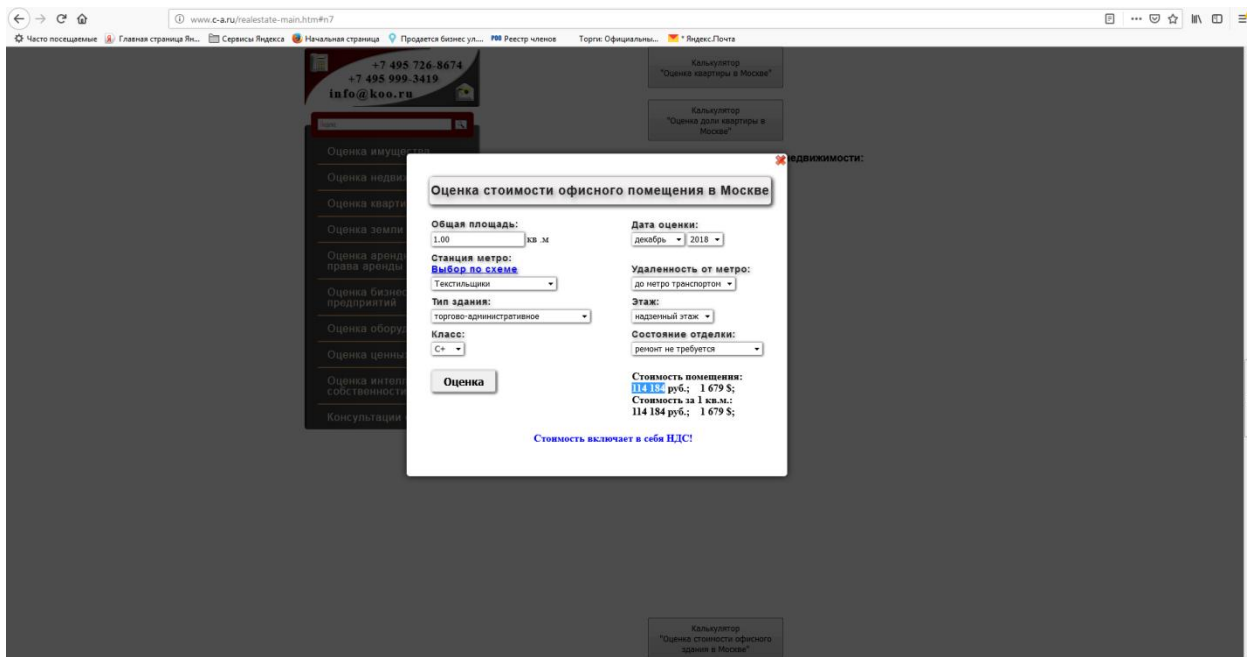 www.c-a.ru/realestate-main.htm#n7
Часто посещаемые Главная страница Ян... Сервисы Яндекса Начальная страница Продается бизнес ул.... Реестр членов Торги: Официальны... * Яндекс.Почта
+7 495 726-8674
+7 495 999-3419
info@koo.ru
Оценка имущества
Оценка недвиж
Оценка кварти
Оценка земли
Оценка аренд
права аренды
Оценка бизнес
предприятий
Оценка обору
Оценка ценны
Оценка интелл
собственности
Консультации
Калькулятор
"Оценка квартиры в Москве"
Калькулятор
"Оценка доли квартиры в
Москве"
едвижимости:
Оценка стоимости офисного помещения в Москве
Общая площадь:
1.00 кв .м
Дата оценки:
декабрь 2018
Станция метро:
Выбор по схеме
Текстильщики
Удаленность от метро:
до метро транспортом
Тип здания:
торгово-административное
Этаж:
надземный этаж
Класс:
C+
Состояние отделки:
ремонт не требуется
Оценка
Стоимость помещения:
114 184 руб.; 1 679 $;
Стоимость за 1 кв.м.:
114 184 руб.; 1 679 $;
Стоимость включает в себя НДС!
Калькулятор
"Оценка стоимости офисного
здания в Москве"